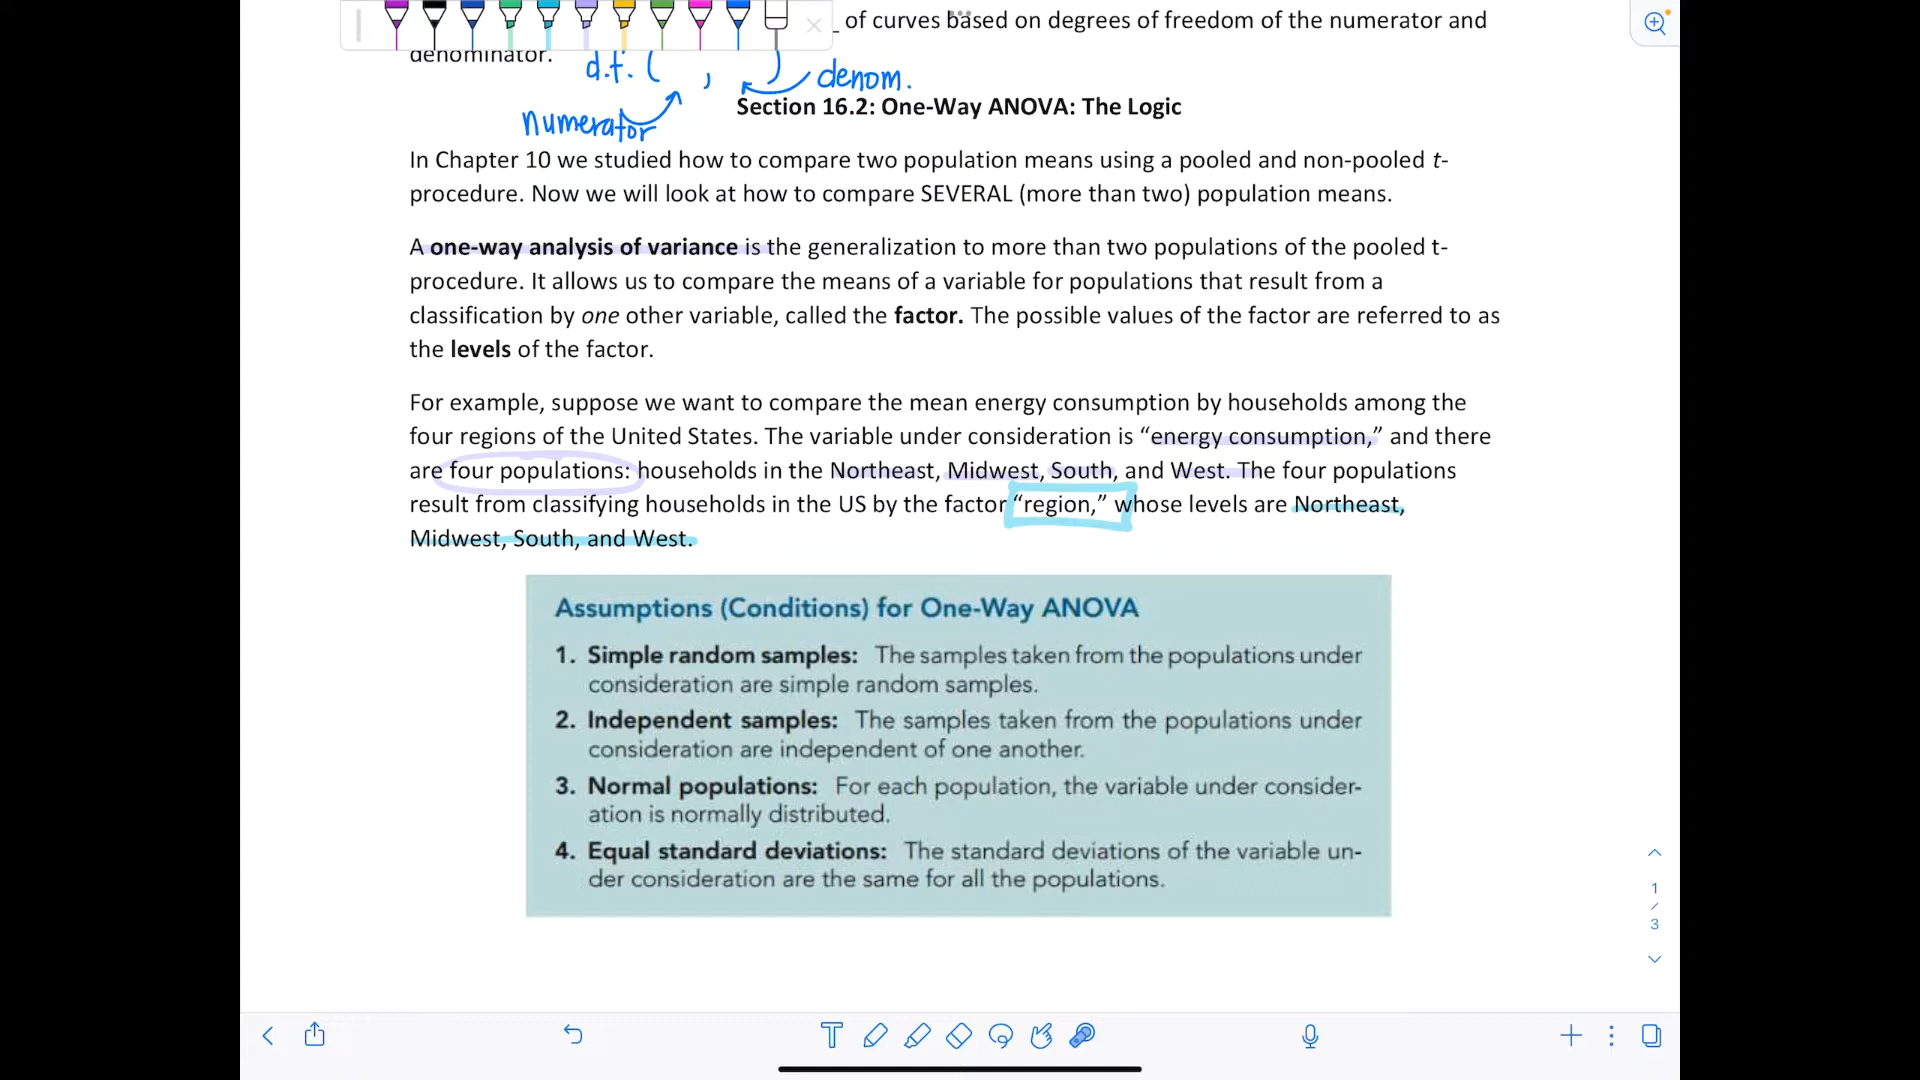 of curves based on degrees of freedom of the numerator and
denominator.
d.f. ( , )
denom.
numerator
Section 16.2: One-Way ANOVA: The Logic
In Chapter 10 we studied how to compare two population means using a pooled and non-pooled t-
procedure. Now we will look at how to compare SEVERAL (more than two) population means.
A one-way analysis of variance is the generalization to more than two populations of the pooled t-
procedure. It allows us to compare the means of a variable for populations that result from a
classification by one other variable, called the factor. The possible values of the factor are referred to as
the levels of the factor.
For example, suppose we want to compare the mean energy consumption by households among the
four regions of the United States. The variable under consideration is “energy consumption,” and there
are four populations: households in the Northeast, Midwest, South, and West. The four populations
result from classifying households in the US by the factor “region,” whose levels are Northeast,
Midwest, South, and West.
Assumptions (Conditions) for One-Way ANOVA
1. Simple random samples: The samples taken from the populations under
consideration are simple random samples.
2. Independent samples: The samples taken from the populations under
consideration are independent of one another.
3. Normal populations: For each population, the variable under consider-
ation is normally distributed.
4. Equal standard deviations: The standard deviations of the variable un-
der consideration are the same for all the populations.
1
/
3